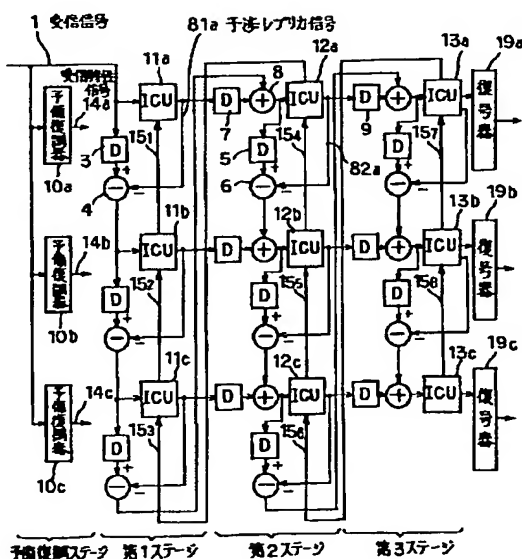 1 受信信号
81a 干渉レプリカ信号
受信特性
信号
14a
予備復調器
10a
11a
ICU
12a
ICU
13a
ICU
19a
復号器
D
7
8
D
9
D
3
15₁
D
5
15₄
D
15₇
4
6
82a
14b
予備復調器
10b
11b
ICU
D
12b
ICU
D
13b
ICU
19b
復号器
D
15₂
D
15₅
D
15₈
14c
予備復調器
10c
11c
ICU
D
12c
ICU
D
13c
ICU
19c
復号器
D
15₃
D
15₆
予備復調ステージ
第1ステージ
第2ステージ
第3ステージ